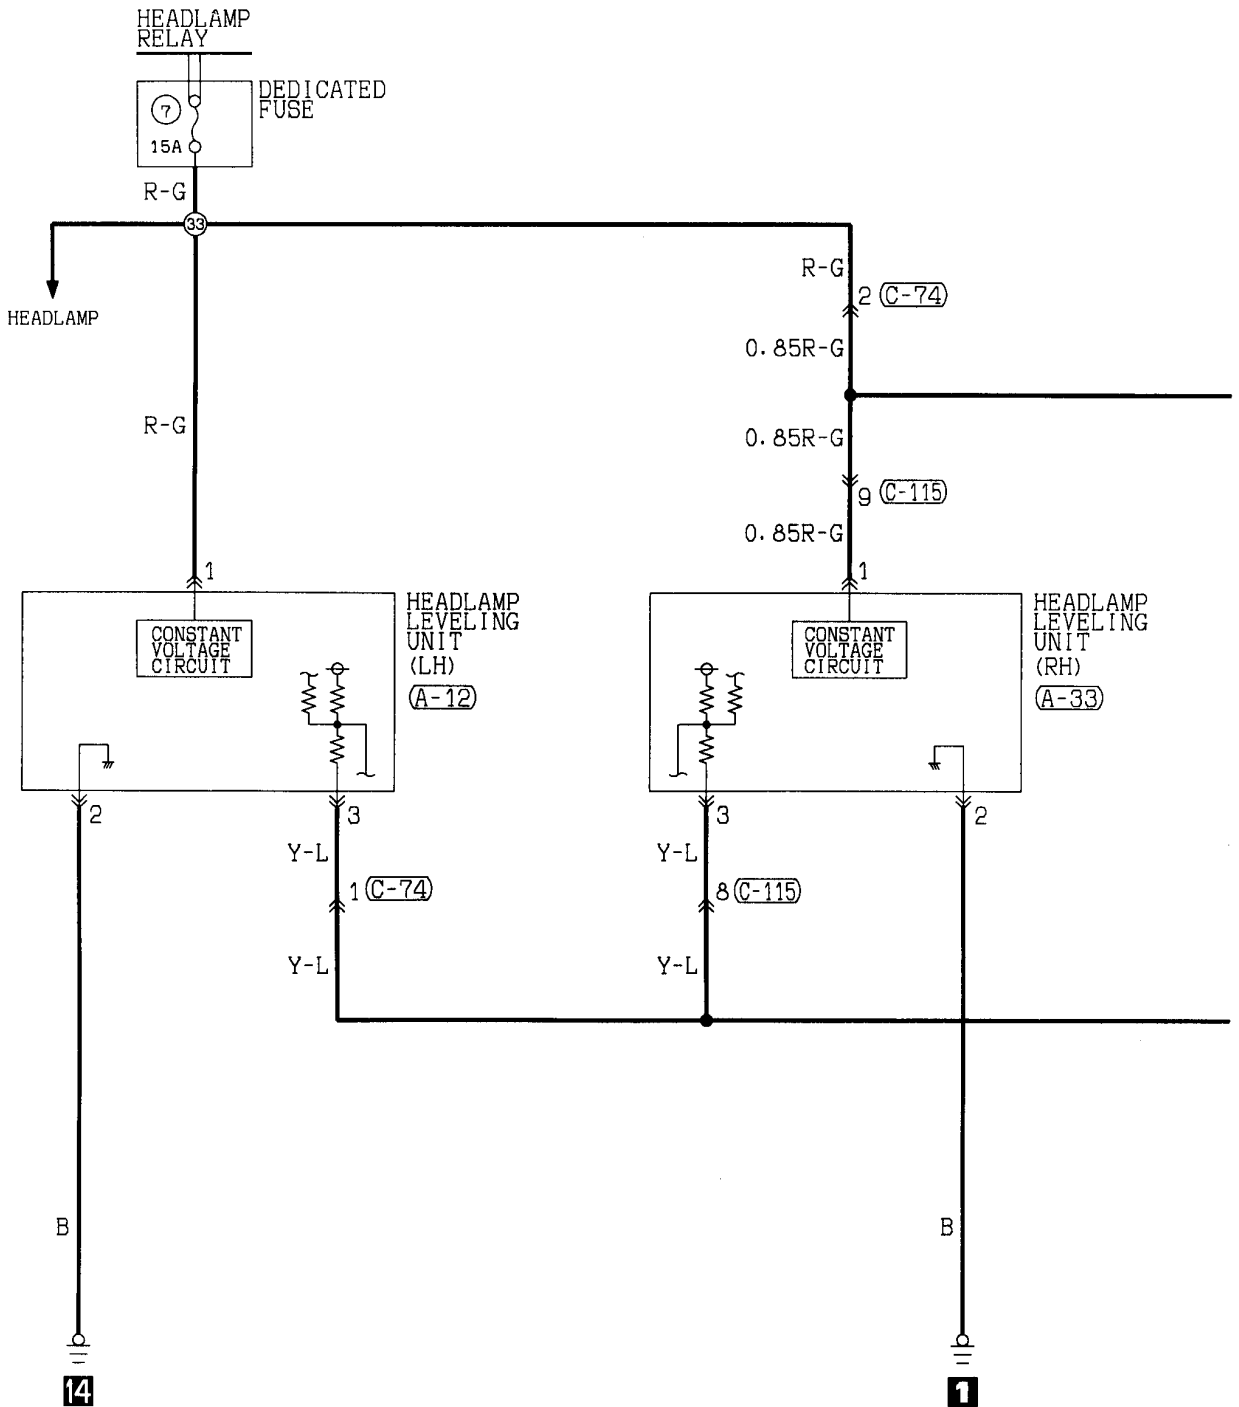 HEADLAMP
RELAY
DEDICATED
FUSE
7
15A
R-G
33
HEADLAMP
R-G
2 (C-74)
0.85R-G
R-G
0.85R-G
9 (C-115)
0.85R-G
1
1
CONSTANT
VOLTAGE
CIRCUIT
HEADLAMP
LEVELING
UNIT
(LH)
(A-12)
CONSTANT
VOLTAGE
CIRCUIT
HEADLAMP
LEVELING
UNIT
(RH)
(A-33)
2
3
3
2
Y-L
Y-L
1 (C-74)
8 (C-115)
Y-L
Y-L
B
B
14
1